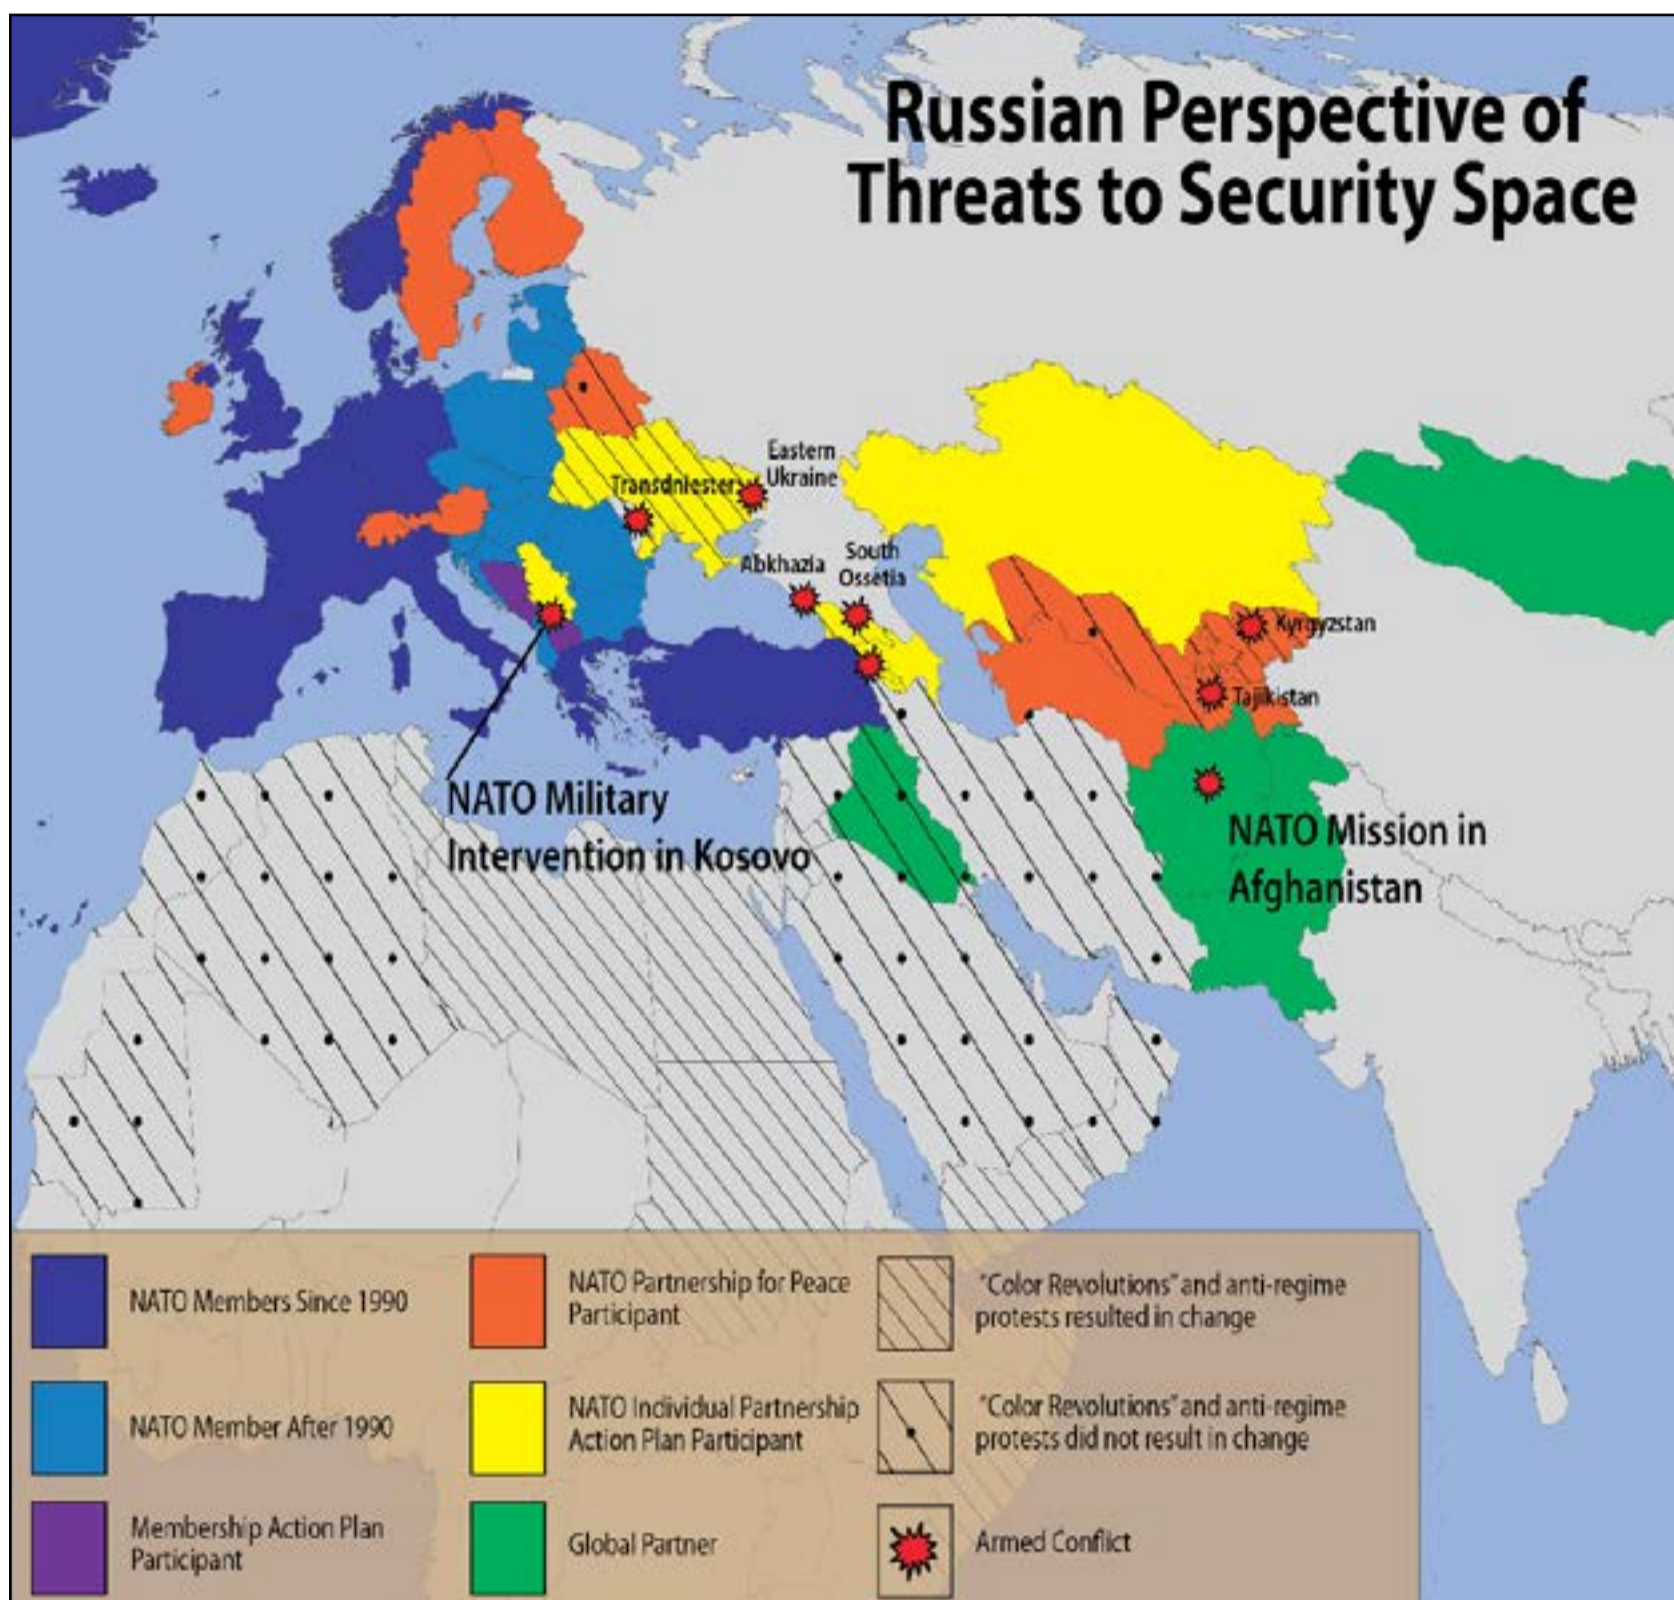 Russian Perspective of
Threats to Security Space
Eastern
Ukraine
Transdniester
Abkhazia
South
Ossetia
Kyrgyzstan
Tajikistan
NATO Military
Intervention in Kosovo
NATO Mission in
Afghanistan
NATO Members Since 1990
NATO Partnership for Peace
Participant
"Color Revolutions" and anti-regime
protests resulted in change
NATO Member After 1990
NATO Individual Partnership
Action Plan Participant
"Color Revolutions" and anti-regime
protests did not result in change
Membership Action Plan
Participant
Global Partner
Armed Conflict